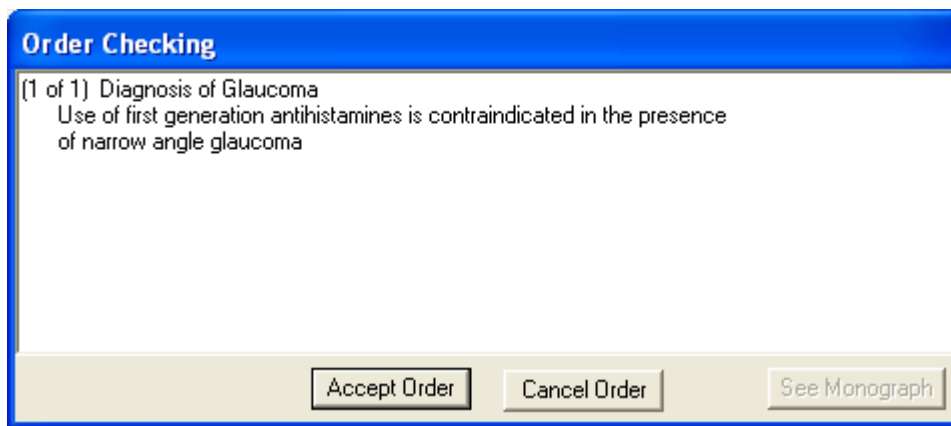 Order Checking
(1 of 1) Diagnosis of Glaucoma
Use of first generation antihistamines is contraindicated in the presence
of narrow angle glaucoma
Accept Order
Cancel Order
See Monograph